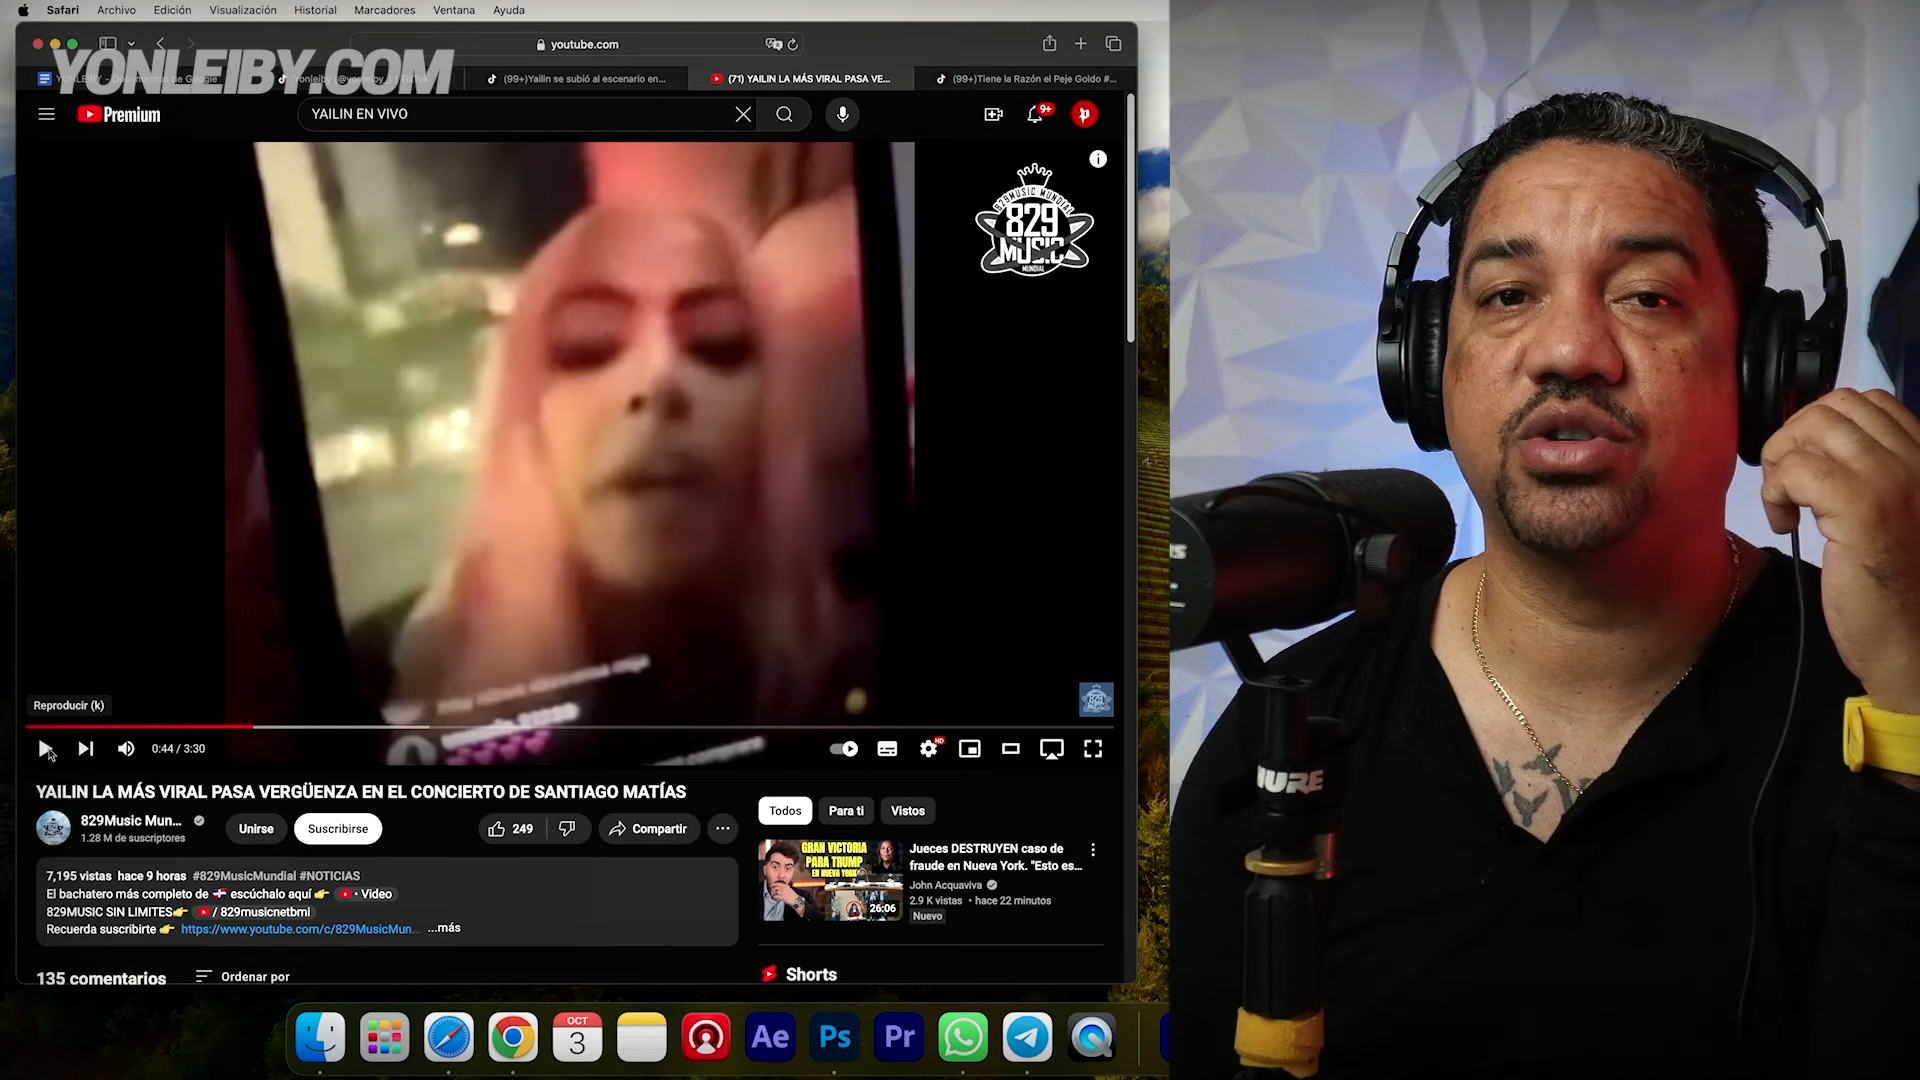 Safari Archivo Edición Visualización Historial Marcadores Ventana Ayuda
youtube.com
YONLEIBY.COM
(99+)Yailin se subió al escenario en...
(71) YAILIN LA MÁS VIRAL PASA VE...
(99+)Tiene la Razón el Peje Goldo #...
Premium
YAILIN EN VIVO
9+
829MUSIC MUNDIAL
829
MUSIC
MUNDIAL
Reproducir (k)
0:44 / 3:30
HD
YAILIN LA MÁS VIRAL PASA VERGÜENZA EN EL CONCIERTO DE SANTIAGO MATÍAS
829Music Mun...
1.28 M de suscriptores
Unirse
Suscribirse
249
Compartir
7,195 vistas hace 9 horas #829MusicMundial #NOTICIAS
El bachatero más completo de 🇩🇴 escúchalo aquí 👉 • Video
829MUSIC SIN LIMITES👉 / 829musicnetbmi
Recuerda suscribirte 👉 https://www.youtube.com/c/829MusicMun... ...más
135 comentarios
Ordenar por
Todos
Para ti
Vistos
GRAN VICTORIA
PARA TRUMP
EN NUEVA YORK
26:06
Jueces DESTRUYEN caso de
fraude en Nueva York. "Esto es...
John Acquaviva
2.9 K vistas • hace 22 minutos
Nuevo
Shorts
OCT
3
Ae
Ps
Pr